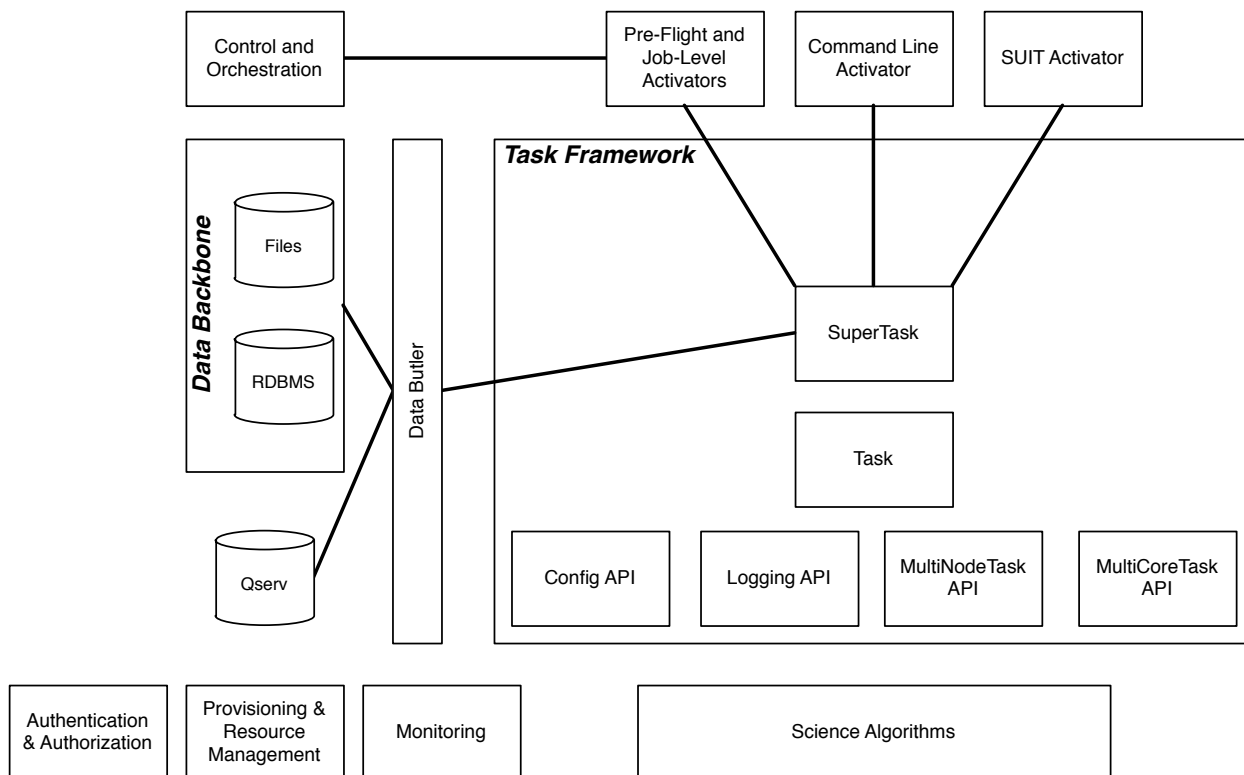 Control and
Orchestration
Pre-Flight and
Job-Level
Activators
Command Line
Activator
SUIT Activator
Task Framework
Data Backbone
Files
RDBMS
Data Butler
SuperTask
Task
Qserv
Config API
Logging API
MultiNodeTask
API
MultiCoreTask
API
Authentication
& Authorization
Provisioning &
Resource
Management
Monitoring
Science Algorithms